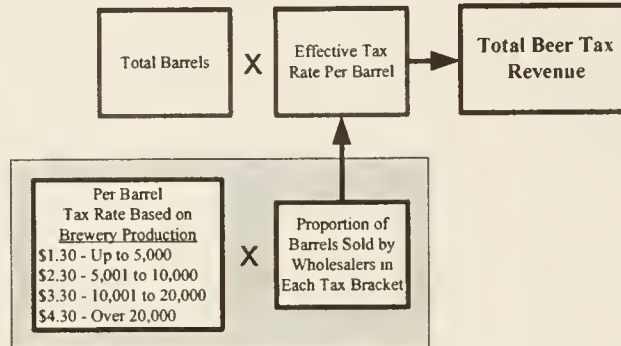 Total Barrels
X
Effective Tax
Rate Per Barrel
Total Beer Tax
Revenue
Per Barrel
Tax Rate Based on
Brewery Production
$1.30 - Up to 5,000
$2.30 - 5,001 to 10,000
$3.30 - 10,001 to 20,000
$4.30 - Over 20,000
X
Proportion of
Barrels Sold by
Wholesalers in
Each Tax Bracket